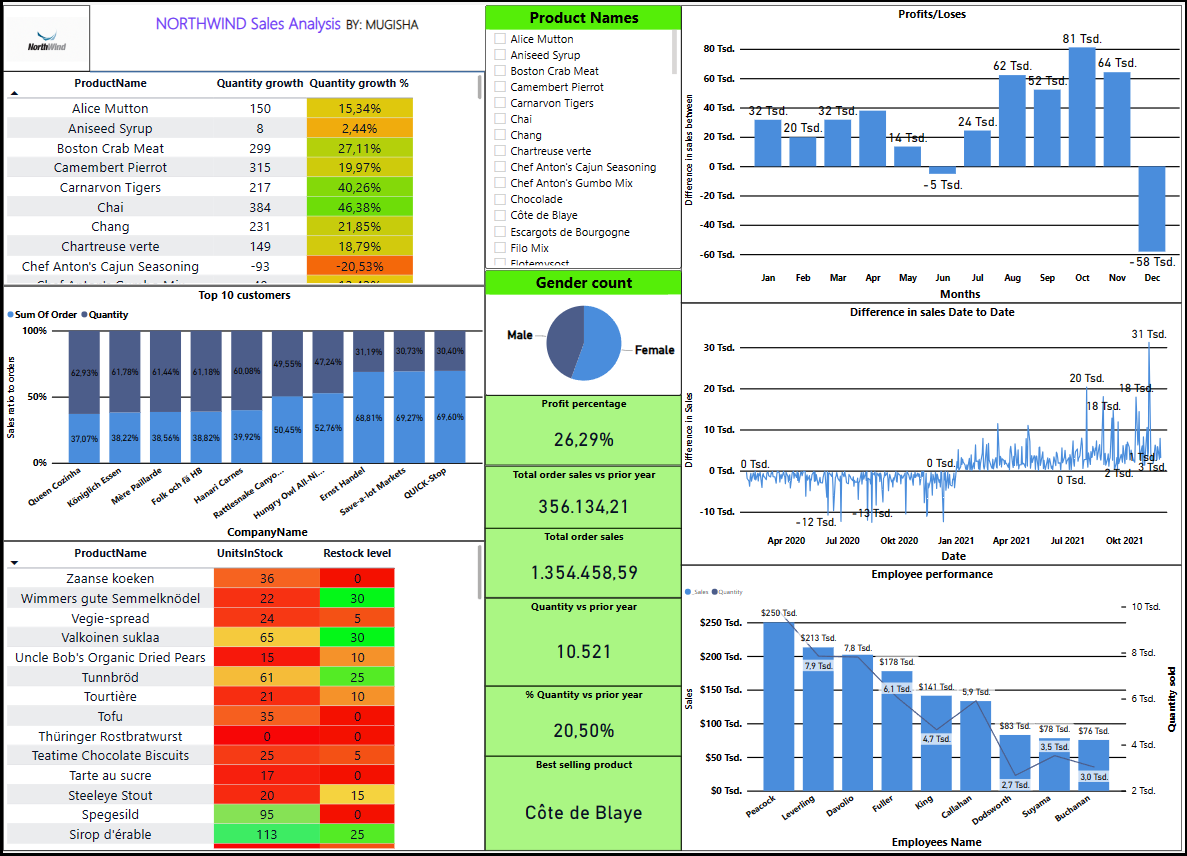 NorthWind
NORTHWIND Sales Analysis BY: MUGISHA
ProductName Quantity growth Quantity growth %
Alice Mutton 150 15,34%
Aniseed Syrup 8 2,44%
Boston Crab Meat 299 27,11%
Camembert Pierrot 315 19,97%
Carnarvon Tigers 217 40,26%
Chai 384 46,38%
Chang 231 21,85%
Chartreuse verte 149 18,79%
Chef Anton's Cajun Seasoning -93 -20,53%
Top 10 customers
Sum Of Order Quantity
Sales ratio to orders
100%
50%
0%
62,93% 61,78% 61,44% 61,18% 60,08% 49,55% 47,24% 31,19% 30,73% 30,40%
37,07% 38,22% 38,56% 38,82% 39,92% 50,45% 52,76% 68,81% 69,27% 69,60%
Queen Cozinha
Königlich Essen
Mère Paillarde
Folk och fä HB
Hanari Carnes
Rattlesnake Canyo...
Hungry Owl All-Ni...
Ernst Handel
Save-a-lot Markets
QUICK-Stop
CompanyName
ProductName UnitsInStock Restock level
Zaanse koeken 36 0
Wimmers gute Semmelknödel 22 30
Vegie-spread 24 5
Valkoinen suklaa 65 30
Uncle Bob's Organic Dried Pears 15 10
Tunnbröd 61 25
Tourtière 21 10
Tofu 35 0
Thüringer Rostbratwurst 0 0
Teatime Chocolate Biscuits 25 5
Tarte au sucre 17 0
Steeleye Stout 20 15
Spegesild 95 0
Sirop d'érable 113 25
Product Names
Alice Mutton
Aniseed Syrup
Boston Crab Meat
Camembert Pierrot
Carnarvon Tigers
Chai
Chang
Chartreuse verte
Chef Anton's Cajun Seasoning
Chef Anton's Gumbo Mix
Chocolade
Côte de Blaye
Escargots de Bourgogne
Filo Mix
Gender count
Male
Female
Profit percentage
26,29%
Total order sales vs prior year
356.134,21
Total order sales
1.354.458,59
Quantity vs prior year
10.521
% Quantity vs prior year
20,50%
Best selling product
Côte de Blaye
Profits/Loses
Difference in sales between
80 Tsd.
60 Tsd.
40 Tsd.
20 Tsd.
0 Tsd.
-20 Tsd.
-40 Tsd.
-60 Tsd.
32 Tsd. 20 Tsd. 32 Tsd. 14 Tsd. -5 Tsd. 24 Tsd. 62 Tsd. 52 Tsd. 81 Tsd. 64 Tsd. -58 Tsd.
Jan Feb Mar Apr May Jun Jul Aug Sep Oct Nov Dec
Months
Difference in sales Date to Date
Difference in Sales
30 Tsd.
20 Tsd.
10 Tsd.
0 Tsd.
-10 Tsd.
0 Tsd. -12 Tsd. -13 Tsd. 0 Tsd. 0 Tsd. 20 Tsd. 18 Tsd. 2 Tsd. 18 Tsd. 1 Tsd. 31 Tsd. 3 Tsd.
Apr 2020 Jul 2020 Okt 2020 Jan 2021 Apr 2021 Jul 2021 Okt 2021
Date
Employee performance
_Sales Quantity
Sales
$250 Tsd.
$200 Tsd.
$150 Tsd.
$100 Tsd.
$50 Tsd.
$0 Tsd.
$250 Tsd. $213 Tsd. $178 Tsd. $141 Tsd. $83 Tsd. $78 Tsd. $76 Tsd.
7,9 Tsd. 7,8 Tsd. 6,1 Tsd. 4,7 Tsd. 5,9 Tsd. 2,7 Tsd. 3,5 Tsd. 3,0 Tsd.
10 Tsd.
8 Tsd.
6 Tsd.
4 Tsd.
2 Tsd.
Quantity sold
Peacock
Leverling
Davolio
Fuller
King
Callahan
Dodsworth
Suyama
Buchanan
Employees Name